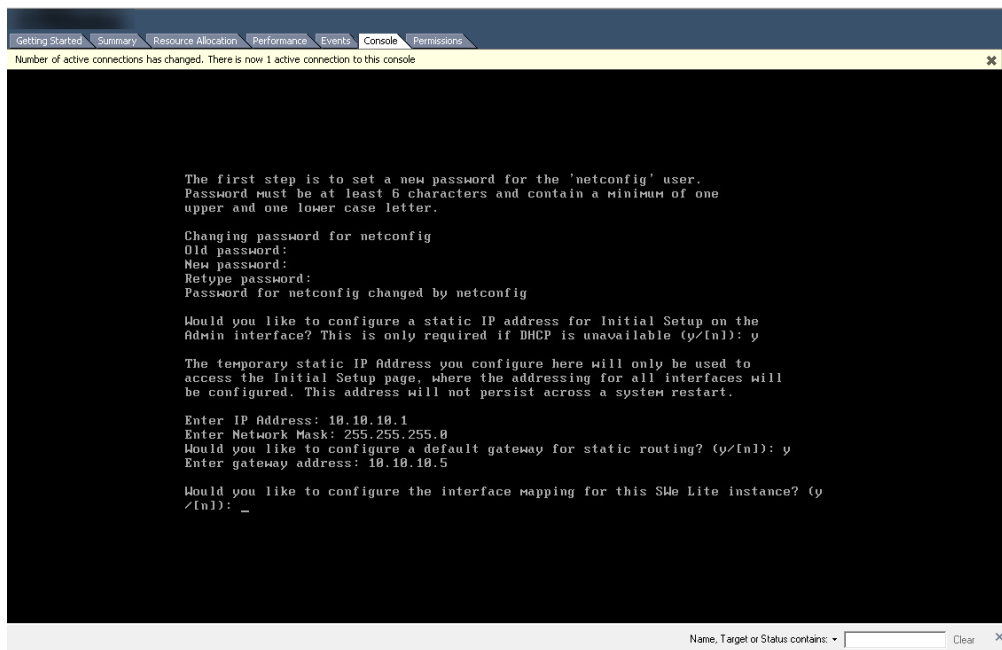 Getting Started Summary Resource Allocation Performance Events Console Permissions
Number of active connections has changed. There is now 1 active connection to this console
The first step is to set a new password for the 'netconfig' user.
Password must be at least 6 characters and contain a minimum of one
upper and one lower case letter.
Changing password for netconfig
Old password:
New password:
Retype password:
Password for netconfig changed by netconfig
Would you like to configure a static IP address for Initial Setup on the
Admin interface? This is only required if DHCP is unavailable (y/[n]): y
The temporary static IP Address you configure here will only be used to
access the Initial Setup page, where the addressing for all interfaces will
be configured. This address will not persist across a system restart.
Enter IP Address: 10.10.10.1
Enter Network Mask: 255.255.255.0
Would you like to configure a default gateway for static routing? (y/[n]): y
Enter gateway address: 10.10.10.5
Would you like to configure the interface mapping for this SWe Lite instance? (y
/[n]): _
Name, Target or Status contains: Clear